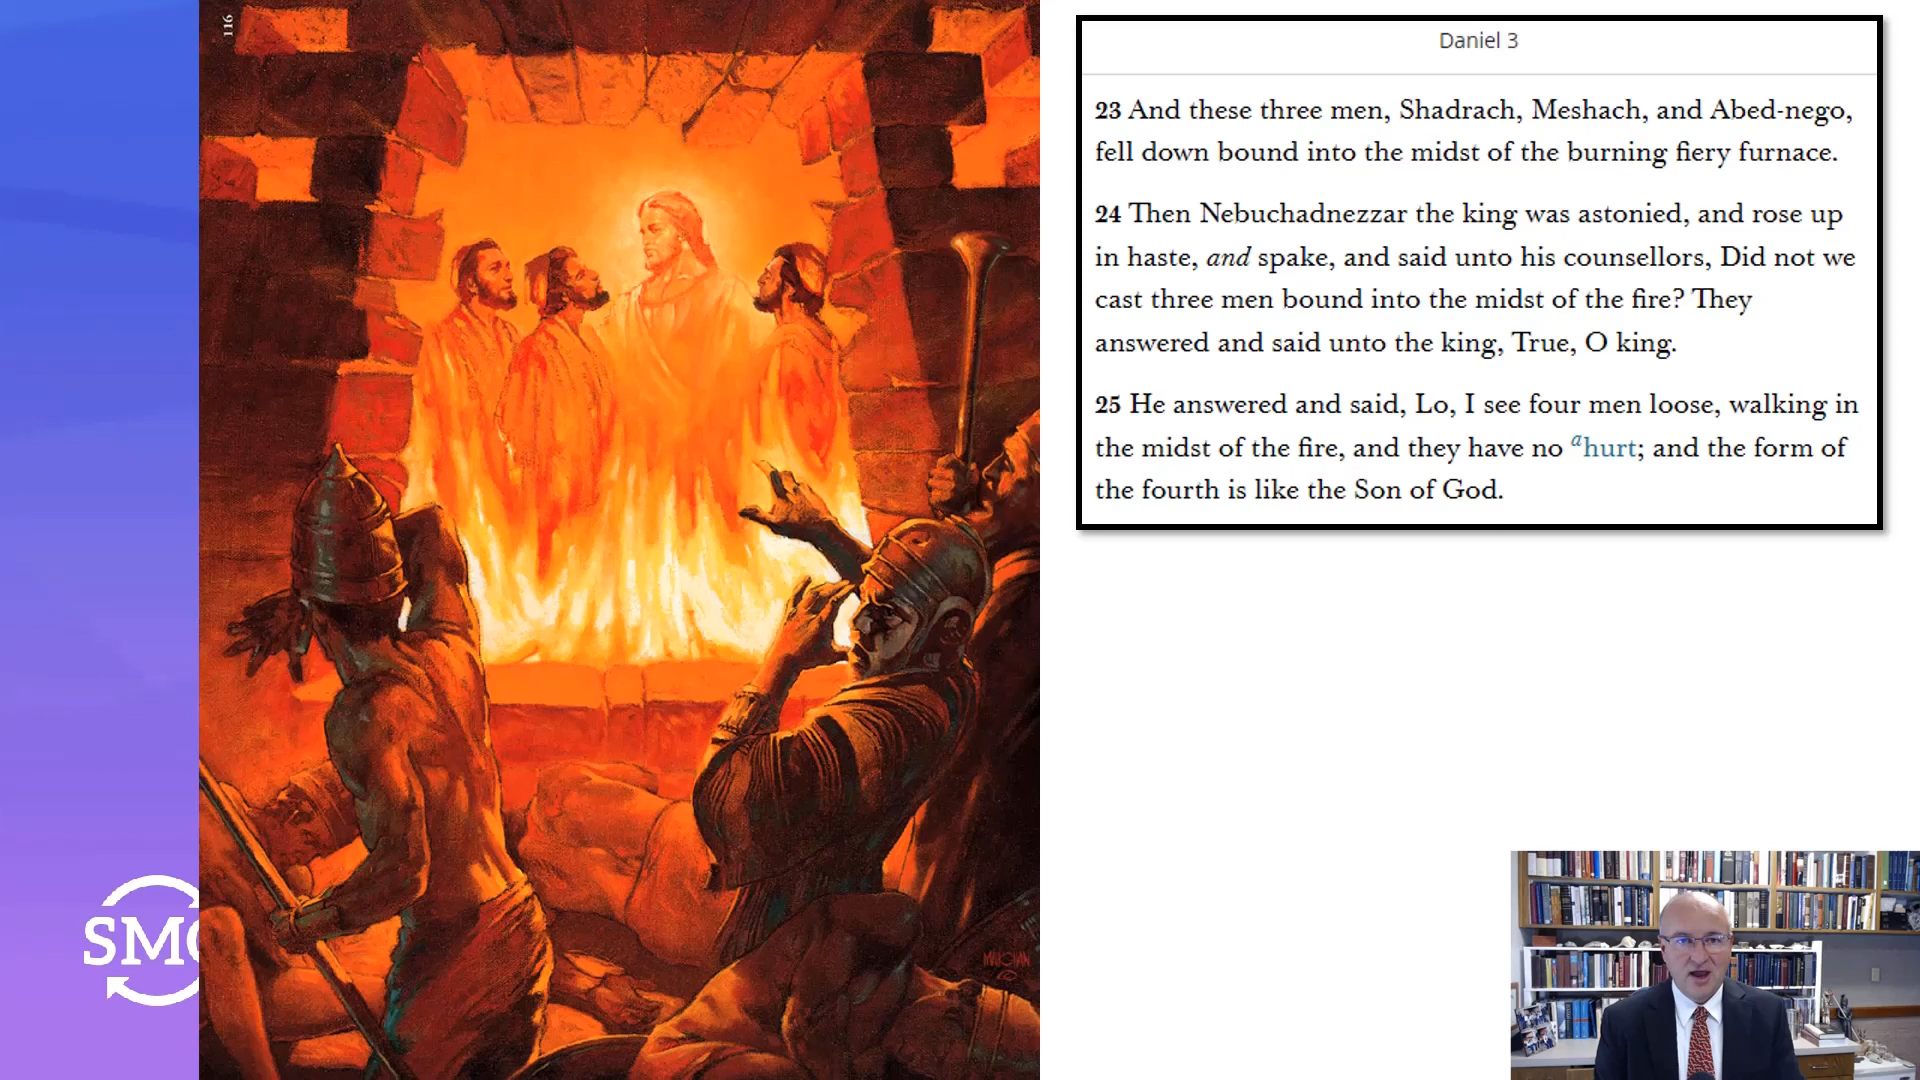 116
Daniel 3
23 And these three men, Shadrach, Meshach, and Abed-nego,
fell down bound into the midst of the burning fiery furnace.
24 Then Nebuchadnezzar the king was astonied, and rose up
in haste, and spake, and said unto his counsellors, Did not we
cast three men bound into the midst of the fire? They
answered and said unto the king, True, O king.
25 He answered and said, Lo, I see four men loose, walking in
the midst of the fire, and they have no ᵃhurt; and the form of
the fourth is like the Son of God.
SM